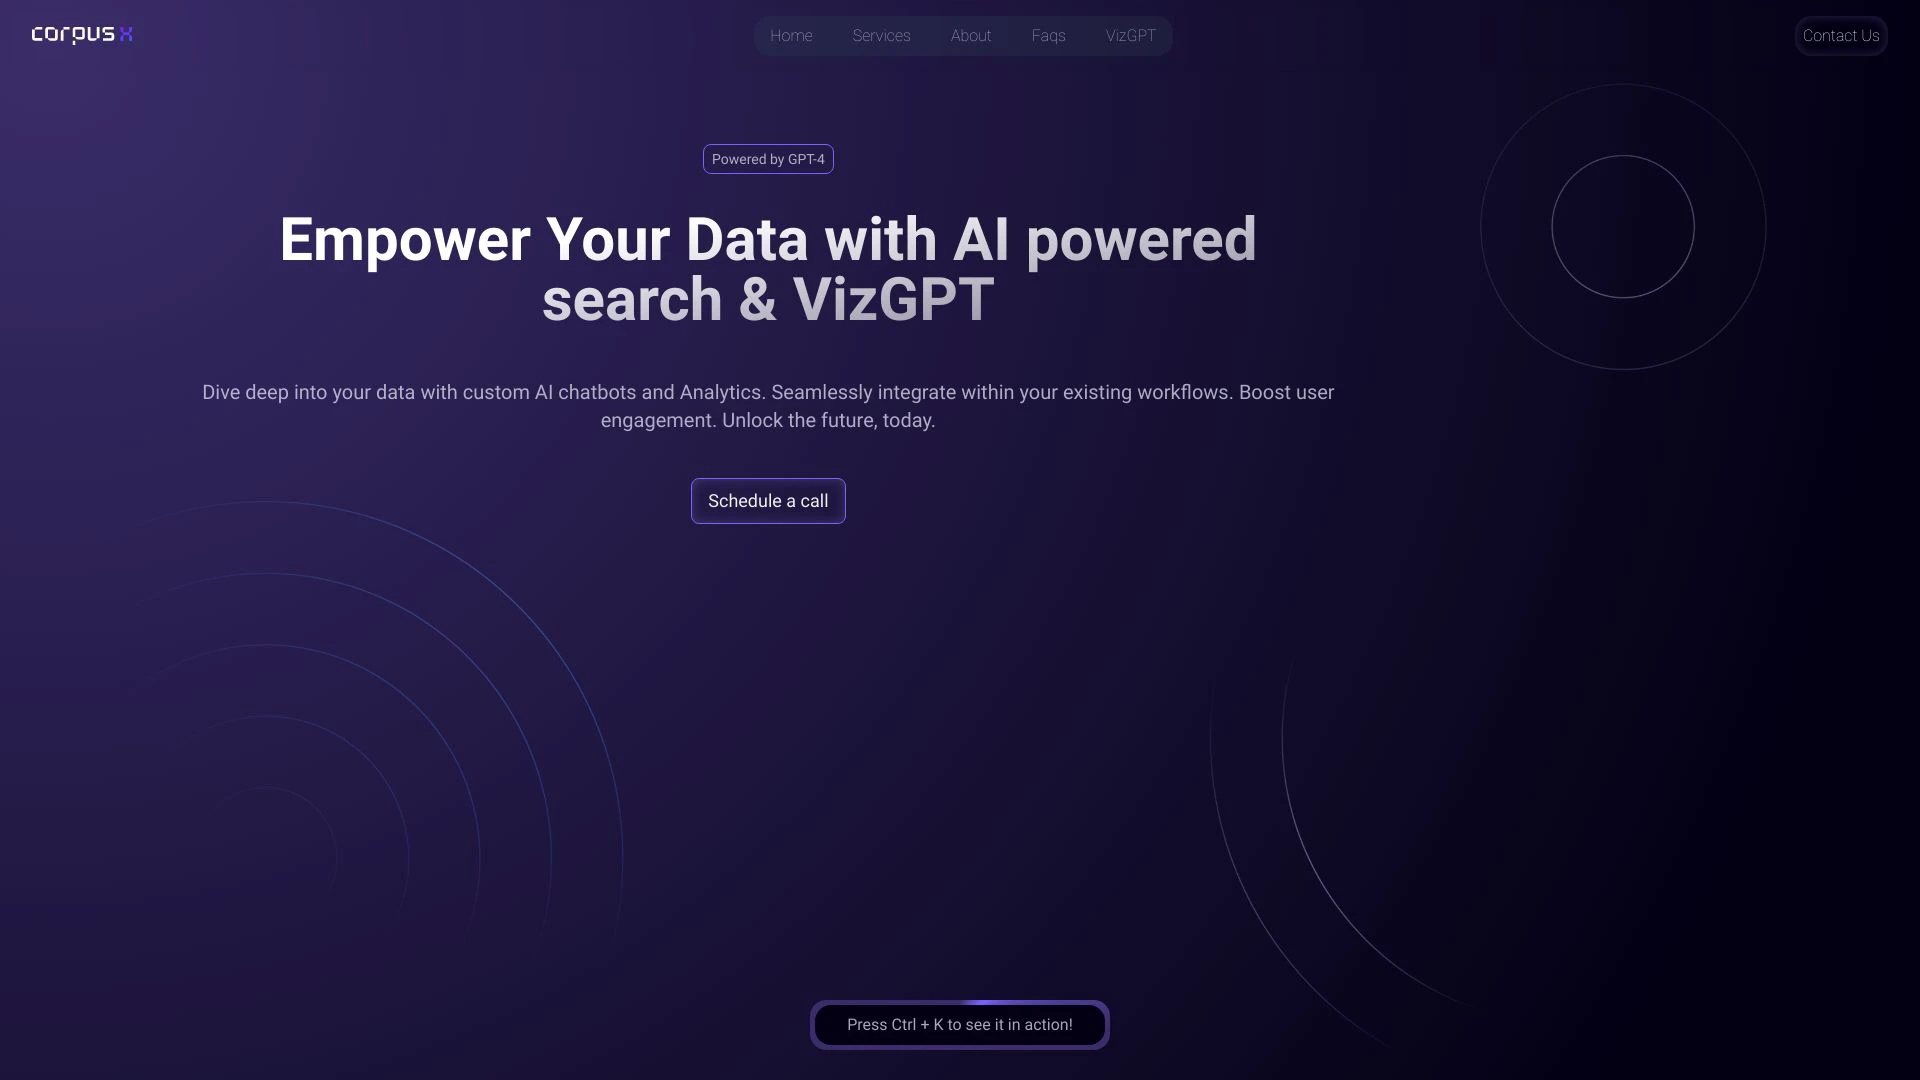 corpus x
Home Services About Faqs VizGPT
Contact Us
Powered by GPT-4
Empower Your Data with AI powered
search & VizGPT
Dive deep into your data with custom AI chatbots and Analytics. Seamlessly integrate within your existing workflows. Boost user
engagement. Unlock the future, today.
Schedule a call
Press Ctrl + K to see it in action!